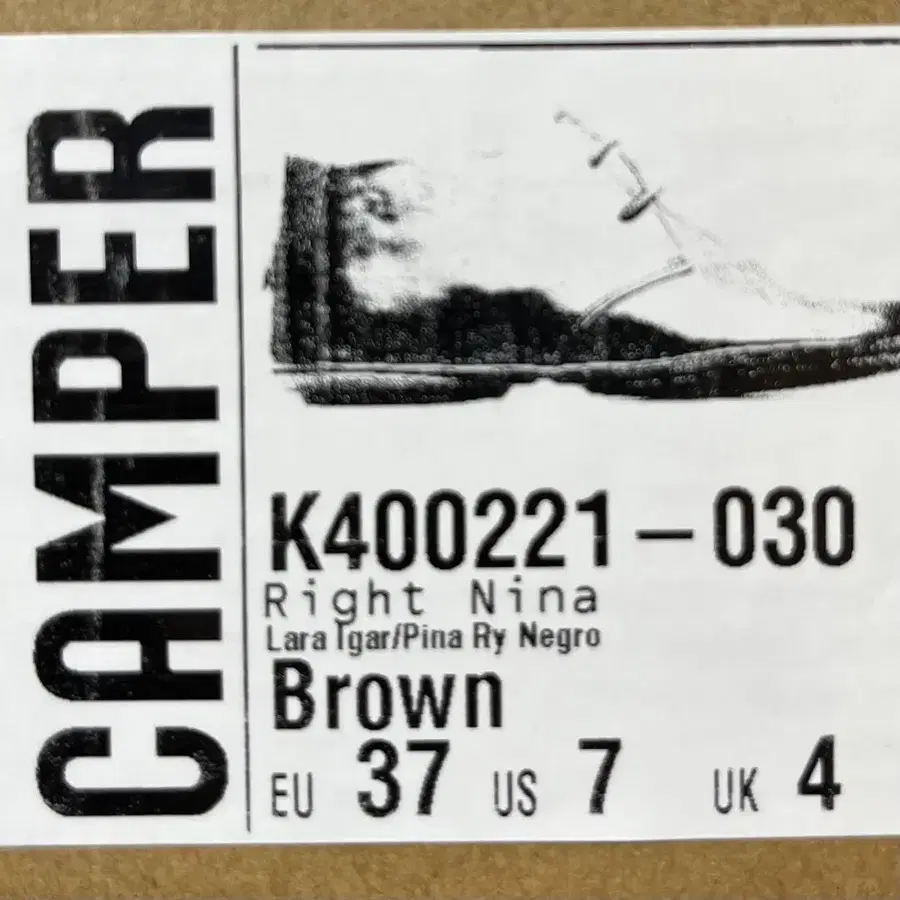 CAMPER
K400221-030
Right Nina
Lara Igar/Pina Ry Negro
Brown
EU 37 US 7 UK 4